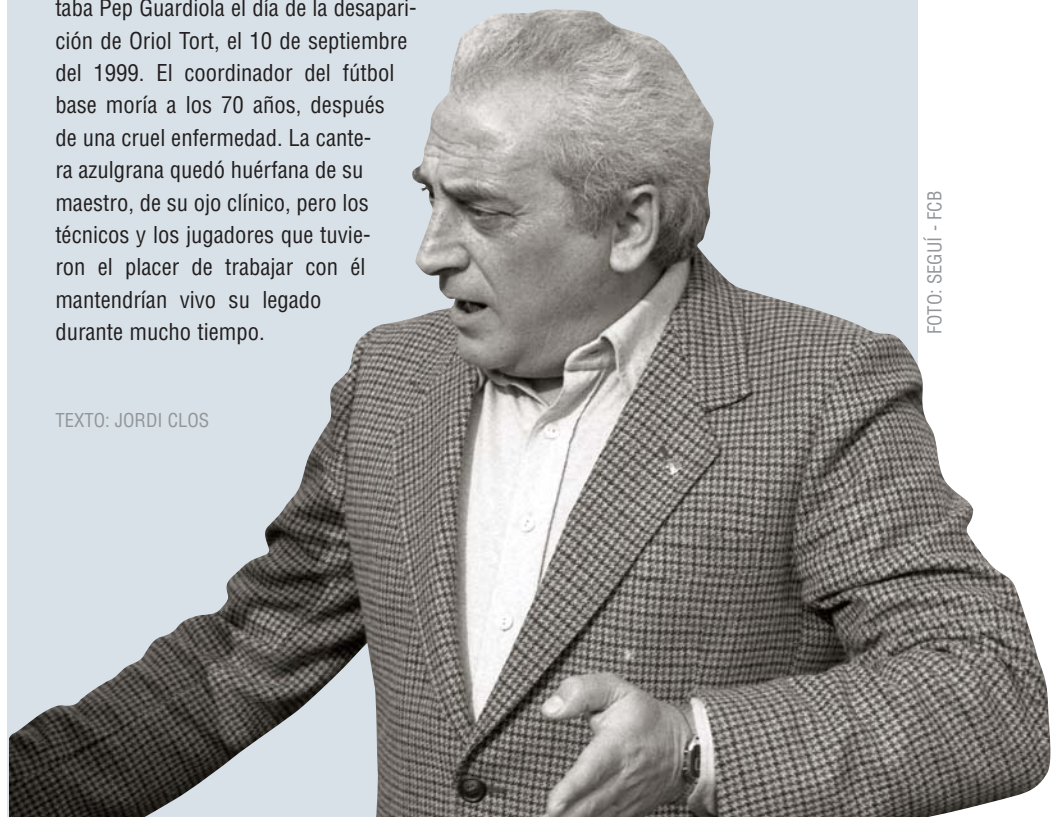 taba Pep Guardiola el día de la desapari-
ción de Oriol Tort, el 10 de septiembre
del 1999. El coordinador del fútbol
base moría a los 70 años, después
de una cruel enfermedad. La cante-
ra azulgrana quedó huérfana de su
maestro, de su ojo clínico, pero los
técnicos y los jugadores que tuvie-
ron el placer de trabajar con él
mantendrían vivo su legado
durante mucho tiempo.
TEXTO: JORDI CLOS
FOTO: SEGUÍ - FCB